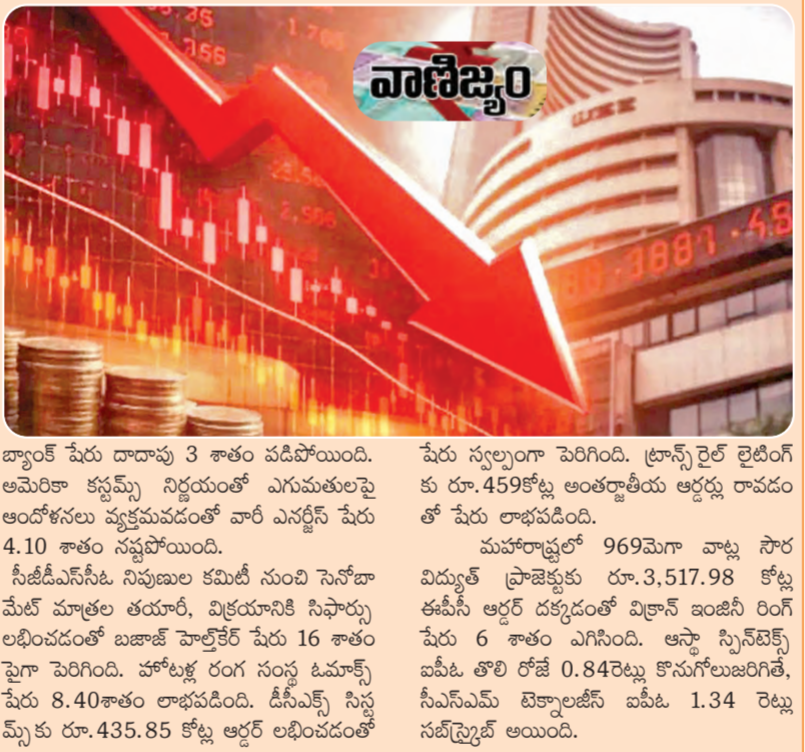 వాణిజ్యం
బ్యాంక్ షేరు దాదాపు 3 శాతం పడిపోయింది.
అమెరికా కస్టమ్స్ నిర్ణయంతో ఎగుమతులపై
ఆందోళనలు వ్యక్తమవడంతో వారీ ఎనర్జీస్ షేరు
4.10 శాతం నష్టపోయింది.
సీజీడీఎస్‌సీఓ నిపుణుల కమిటీ నుంచి సెనోబా
మేట్ మాత్రల తయారీ, విక్రయానికి సిఫార్సు
లభించడంతో బజాజ్ హెల్త్‌కేర్ షేరు 16 శాతం
పైగా పెరిగింది. హోటళ్ల రంగ సంస్థ ఓమాక్స్
షేరు 8.40శాతం లాభపడింది. డీసీఎక్స్ సిస్ట
మ్స్‌కు రూ.435.85 కోట్ల ఆర్డర్ లభించడంతో
షేరు స్వల్పంగా పెరిగింది. ట్రాన్స్‌రైల్ లైటింగ్
కు రూ.459కోట్ల అంతర్జాతీయ ఆర్డర్లు రావడం
తో షేరు లాభపడింది.
మహారాష్ట్రలో 969మెగా వాట్ల సౌర
విద్యుత్ ప్రాజెక్టుకు రూ.3,517.98 కోట్ల
ఈపీసీ ఆర్డర్ దక్కడంతో విక్రాన్ ఇంజినీ రింగ్
షేరు 6 శాతం ఎగిసింది. ఆస్థా స్పిన్‌టెక్స్
ఐపీఓ తొలి రోజే 0.84రెట్లు కొనుగోలుజరిగితే,
సీఎస్ఎమ్ టెక్నాలజీస్ ఐపీఓ 1.34 రెట్లు
సబ్‌స్క్రైబ్ అయింది.